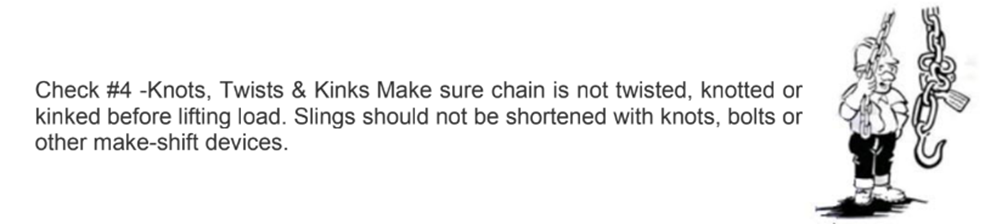 Check #4 -Knots, Twists & Kinks Make sure chain is not twisted, knotted or
kinked before lifting load. Slings should not be shortened with knots, bolts or
other make-shift devices.